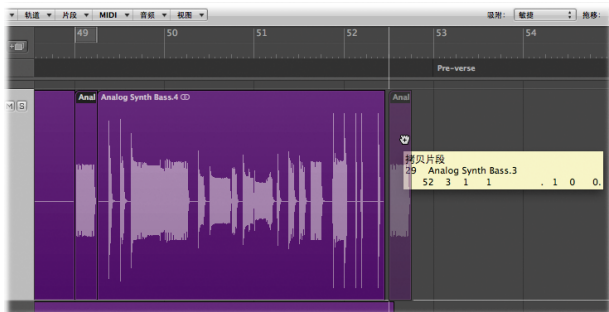 轨道 片段 MIDI 音频 视图 吸附: 敏捷 拖移:
49 50 51 52 53 54
Pre-verse
M S Anal Analog Synth Bass.4 Anal
拷贝片段
29 Analog Synth Bass.3
52 3 1 1 . 1 0 0.